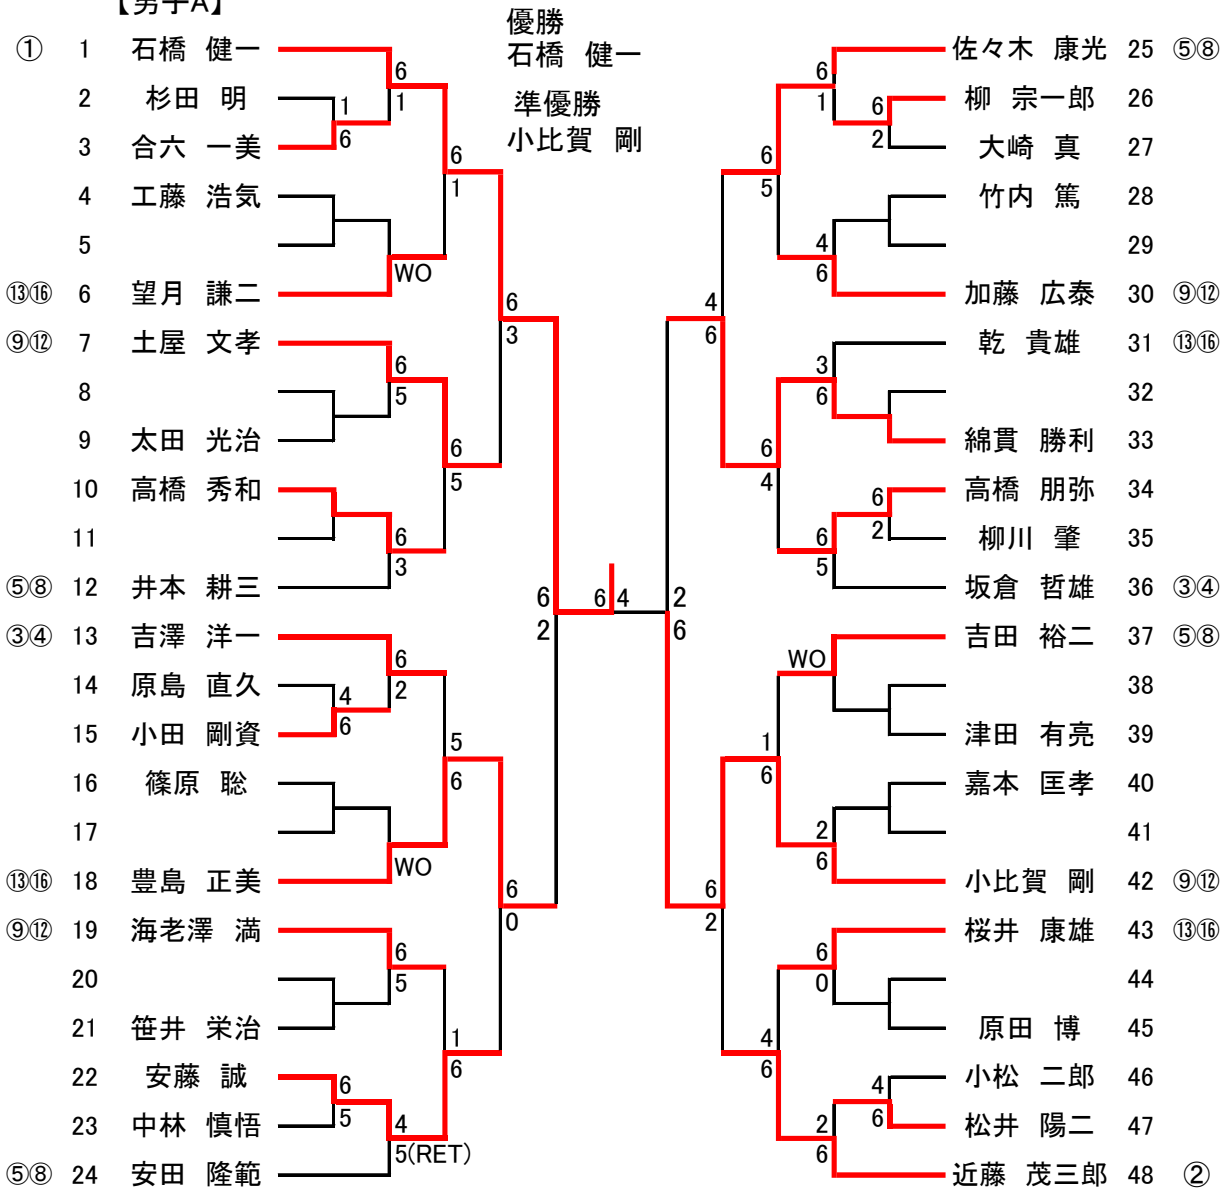 【男子A】
優勝
石橋 健一
準優勝
小比賀 剛
① 1 石橋 健一
2 杉田 明
3 合六 一美
4 工藤 浩気
5
⑬⑯ 6 望月 謙二
⑨⑫ 7 土屋 文孝
8
9 太田 光治
10 高橋 秀和
11
⑤⑧ 12 井本 耕三
③④ 13 吉澤 洋一
14 原島 直久
15 小田 剛資
16 篠原 聡
17
⑬⑯ 18 豊島 正美
⑨⑫ 19 海老澤 満
20
21 笹井 栄治
22 安藤 誠
23 中林 慎悟
⑤⑧ 24 安田 隆範
1
6
6
5
4
6
6
5
6
1
WO
6
5
6
3
6
2
WO
6
5
4
5(RET)
6
1
6
5
5
6
1
6
6
3
6
0
6
2
6 4
2
6
4
6
6
2
6
5
6
4
1
6
4
6
6
1
4
6
3
6
6
5
WO
2
6
6
0
2
6
6
2
6
2
4
6
佐々木 康光 25 ⑤⑧
柳 宗一郎 26
大崎 真 27
竹内 篤 28
29
加藤 広泰 30 ⑨⑫
乾 貴雄 31 ⑬⑯
32
綿貫 勝利 33
高橋 朋弥 34
柳川 肇 35
坂倉 哲雄 36 ③④
吉田 裕二 37 ⑤⑧
38
津田 有亮 39
嘉本 匡孝 40
41
小比賀 剛 42 ⑨⑫
桜井 康雄 43 ⑬⑯
44
原田 博 45
小松 二郎 46
松井 陽二 47
近藤 茂三郎 48 ②